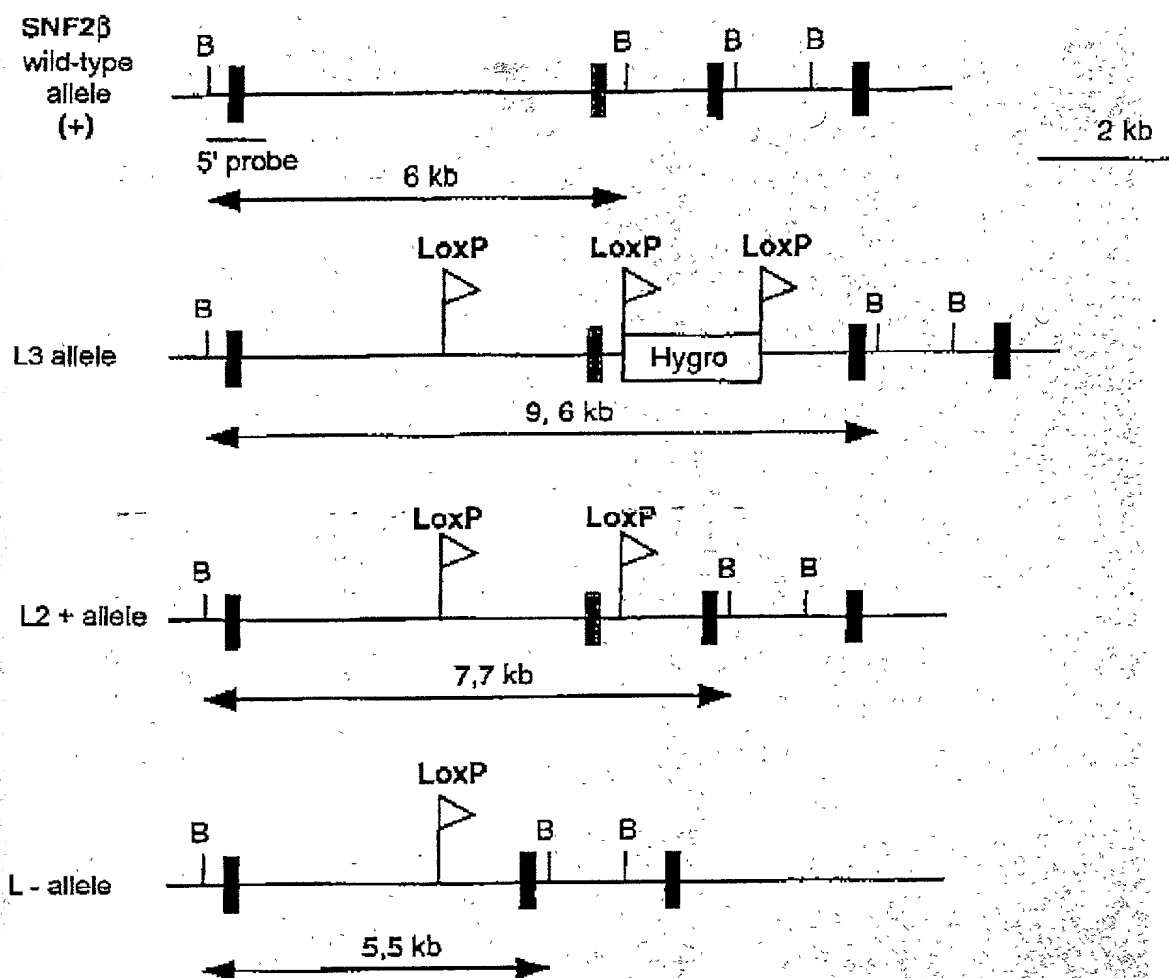 SNF2β
wild-type
allele
(+)
B
B
B
B
5' probe
6 kb
2 kb
LoxP
LoxP
LoxP
B
B
B
L3 allele
Hygro
9, 6 kb
LoxP
LoxP
B
B
B
L2 + allele
7,7 kb
LoxP
B
B
B
L - allele
5,5 kb